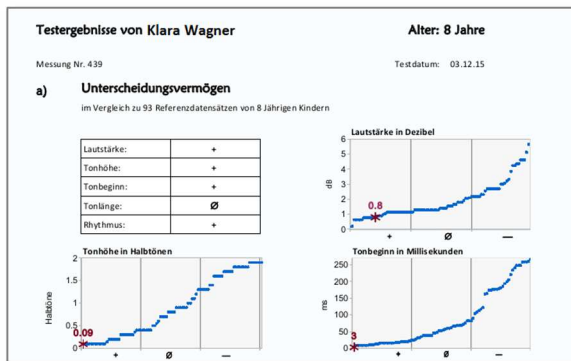 Testergebnisse von Klara Wagner
Alter: 8 Jahre
Messung Nr. 439
Testdatum: 03.12.15
a) Unterscheidungsvermögen
im Vergleich zu 93 Referenzdatensätzen von 8 Jährigen Kindern
Lautstärke: +
Tonhöhe: +
Tonbeginn: +
Tonlänge: Ø
Rhythmus: +
Lautstärke in Dezibel
6
5
4
3
2
1
0
dB
0.8
+ Ø —
Tonhöhe in Halbtönen
2
1.5
1
0.5
0
Halbtöne
0.09
+ Ø —
Tonbeginn in Millisekunden
250
200
150
100
50
0
ms
3
+ Ø —